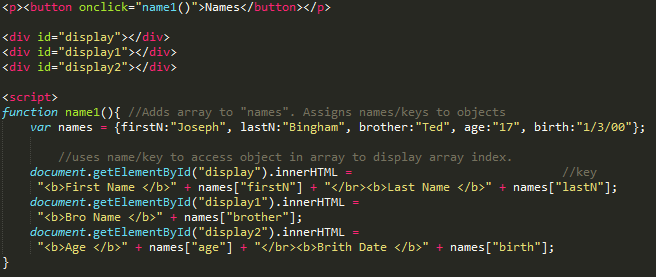 <p><button onclick="name1()">Names</button></p>
<div id="display"></div>
<div id="display1"></div>
<div id="display2"></div>
<script>
function name1(){ //Adds array to "names". Assigns names/keys to objects
var names = {firstN:"Joseph", lastN:"Bingham", brother:"Ted", age:"17", birth:"1/3/00"};
//uses name/key to access object in array to display array index.
document.getElementById("display").innerHTML = //key
"<b>First Name </b>" + names["firstN"] + "</br><b>Last Name </b>" + names["lastN"];
document.getElementById("display1").innerHTML =
"<b>Bro Name </b>" + names["brother"];
document.getElementById("display2").innerHTML =
"<b>Age </b>" + names["age"] + "</br><b>Brith Date </b>" + names["birth"];
}